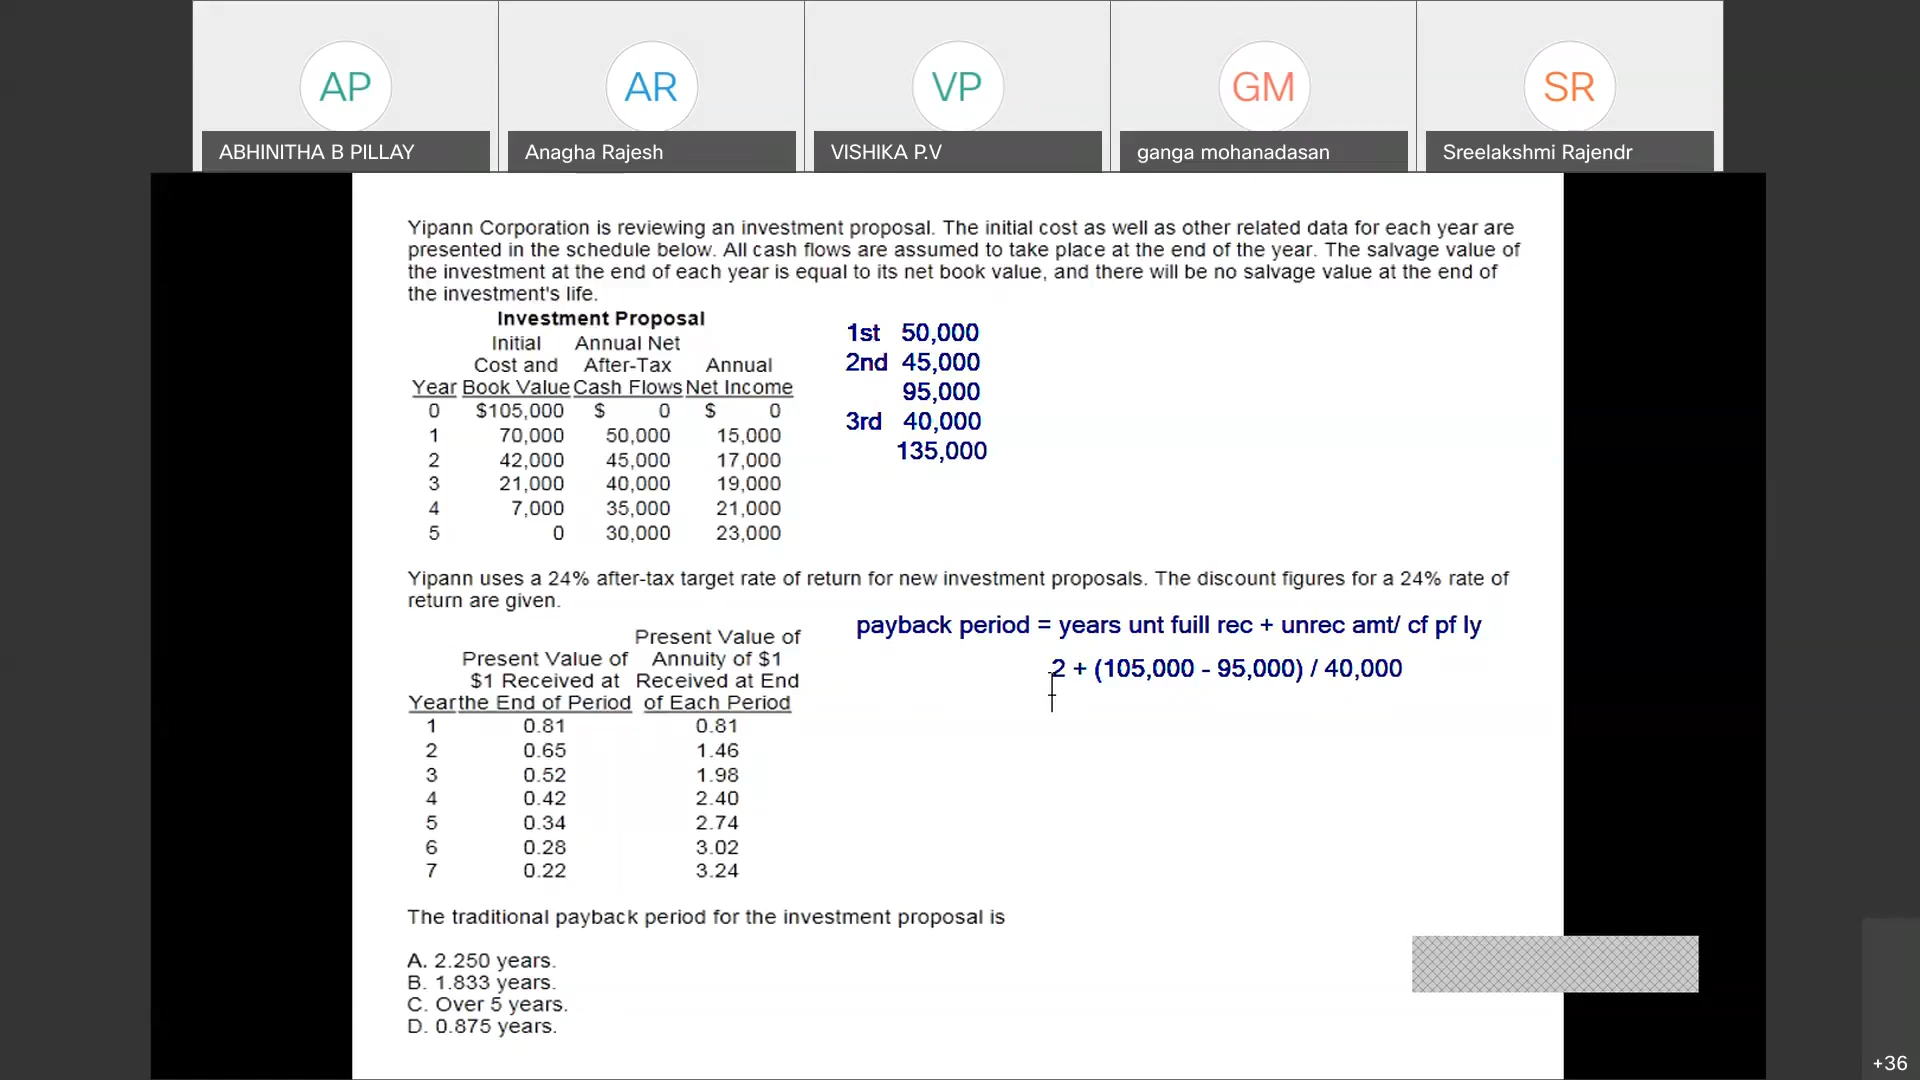 AP AR VP GM SR
ABHINITHA B PILLAY Anagha Rajesh VISHIKA P.V ganga mohanadasan Sreelakshmi Rajendr
Yipann Corporation is reviewing an investment proposal. The initial cost as well as other related data for each year are
presented in the schedule below. All cash flows are assumed to take place at the end of the year. The salvage value of
the investment at the end of each year is equal to its net book value, and there will be no salvage value at the end of
the investment's life.
Investment Proposal
Initial Annual Net
Cost and After-Tax Annual
Year Book Value Cash Flows Net Income
0 $105,000 $ 0 $ 0
1 70,000 50,000 15,000
2 42,000 45,000 17,000
3 21,000 40,000 19,000
4 7,000 35,000 21,000
5 0 30,000 23,000
1st 50,000
2nd 45,000
95,000
3rd 40,000
135,000
Yipann uses a 24% after-tax target rate of return for new investment proposals. The discount figures for a 24% rate of
return are given.
payback period = years unt fuill rec + unrec amt/ cf pf ly
2 + (105,000 - 95,000) / 40,000
Present Value of
Present Value of Annuity of $1
$1 Received at Received at End
Year the End of Period of Each Period
1 0.81 0.81
2 0.65 1.46
3 0.52 1.98
4 0.42 2.40
5 0.34 2.74
6 0.28 3.02
7 0.22 3.24
The traditional payback period for the investment proposal is
A. 2.250 years.
B. 1.833 years.
C. Over 5 years.
D. 0.875 years.
+36